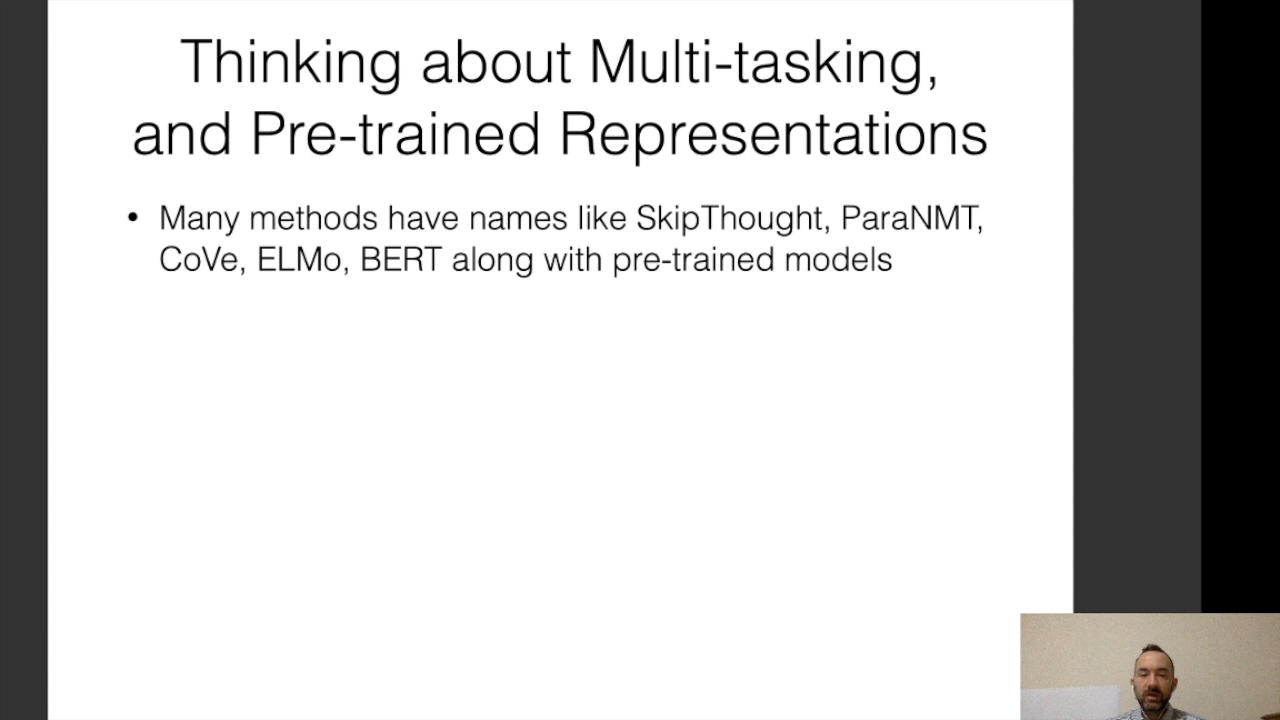 Thinking about Multi-tasking,
and Pre-trained Representations
• Many methods have names like SkipThought, ParaNMT,
CoVe, ELMo, BERT along with pre-trained models